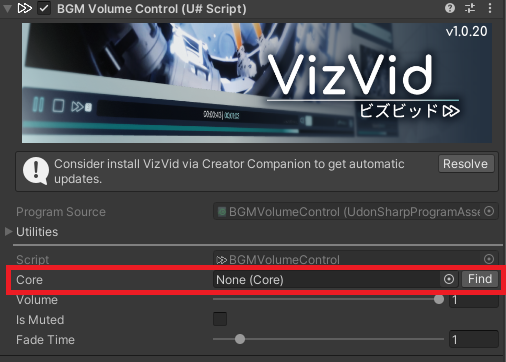 BGM Volume Control (U# Script)
v1.0.20
VizVid
ビズビッド
00:00:43 | 00:01:02
Consider install VizVid via Creator Companion to get automatic
updates.
Resolve
Program Source BGMVolumeControl (UdonSharpProgramAsse
Utilities
Script BGMVolumeControl
Core None (Core) Find
Volume 1
Is Muted
Fade Time 1